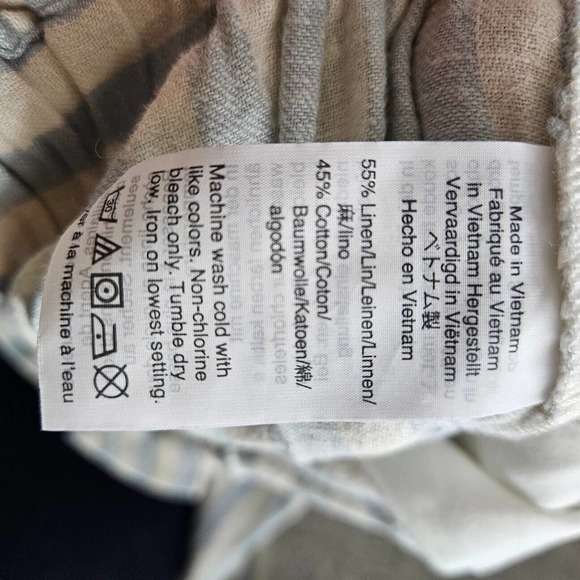 Made in Vietnam
Fabriqué au Vietnam
in Vietnam Hergestellt
Vervaardigd in Vietnam
ベトナム製
Hecho en Vietnam
55% Linen/Lin/Leinen/Linnen/
麻/lino
45% Cotton/Coton/
Baumwolle/Katoen/綿/
algodón
Machine wash cold with
like colors. Non-chlorine
bleach only. Tumble dry
low. Iron on lowest setting.
30
à la machine à l'eau